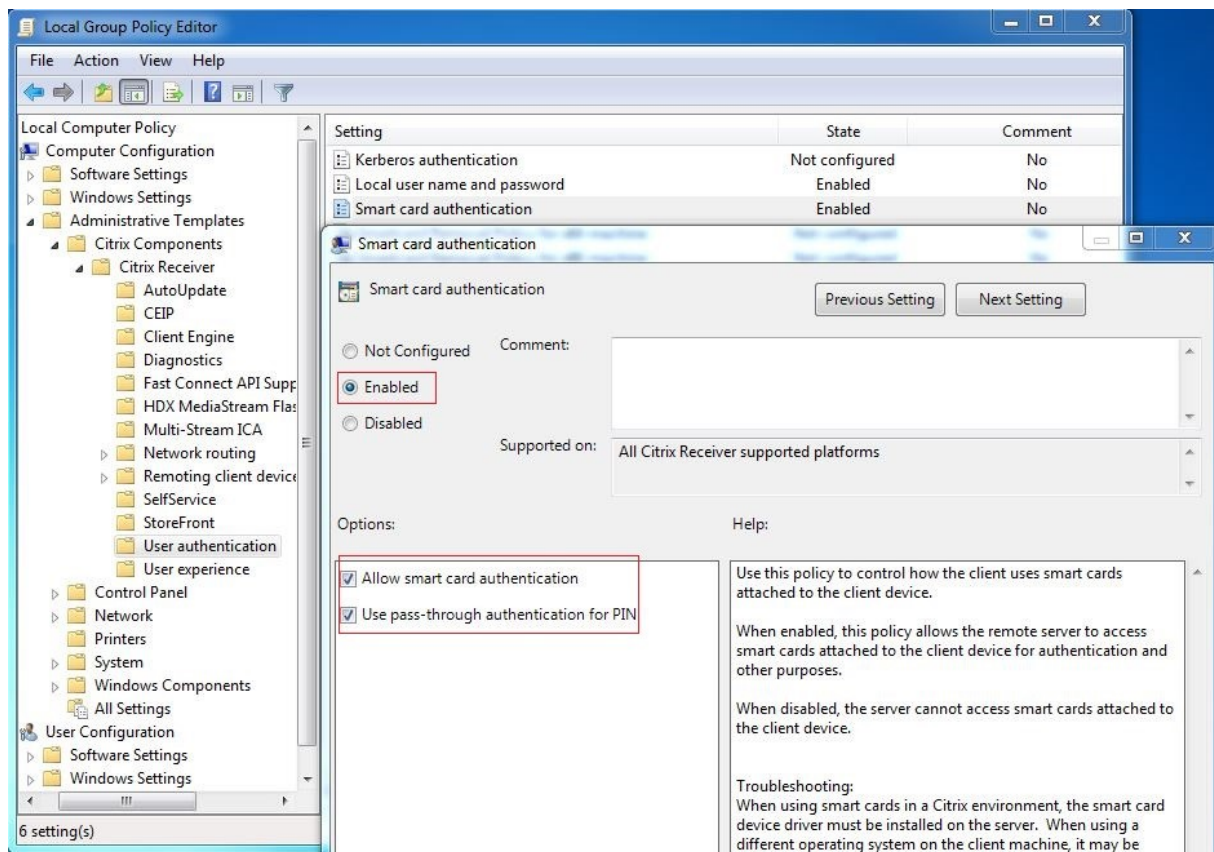 Local Group Policy Editor
File Action View Help
Local Computer Policy
Computer Configuration
Software Settings
Windows Settings
Administrative Templates
Citrix Components
Citrix Receiver
AutoUpdate
CEIP
Client Engine
Diagnostics
Fast Connect API Supp
HDX MediaStream Flas
Multi-Stream ICA
Network routing
Remoting client device
SelfService
StoreFront
User authentication
User experience
Control Panel
Network
Printers
System
Windows Components
All Settings
User Configuration
Software Settings
Windows Settings
6 setting(s)
Setting State Comment
Kerberos authentication Not configured No
Local user name and password Enabled No
Smart card authentication Enabled No
Smart card authentication
Smart card authentication
Previous Setting Next Setting
Not Configured
Enabled
Disabled
Comment:
Supported on: All Citrix Receiver supported platforms
Options:
Allow smart card authentication
Use pass-through authentication for PIN
Help:
Use this policy to control how the client uses smart cards
attached to the client device.
When enabled, this policy allows the remote server to access
smart cards attached to the client device for authentication and
other purposes.
When disabled, the server cannot access smart cards attached to
the client device.
Troubleshooting:
When using smart cards in a Citrix environment, the smart card
device driver must be installed on the server. When using a
different operating system on the client machine, it may be